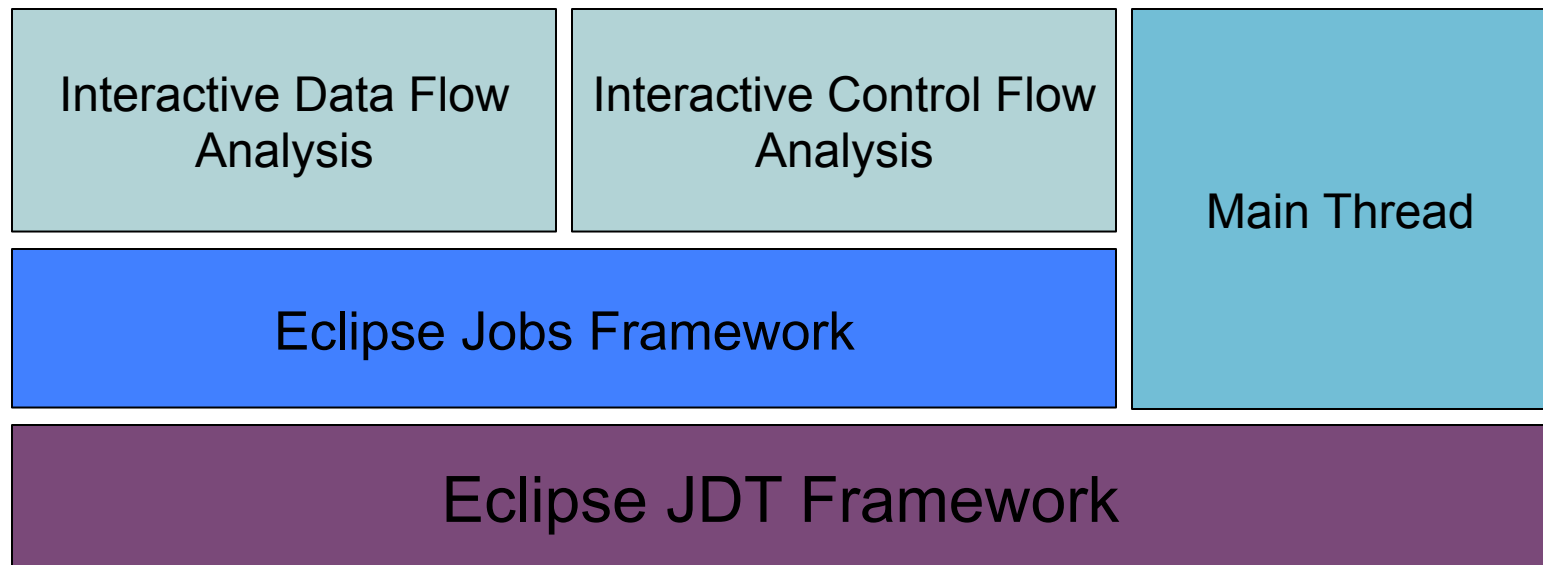 Interactive Data Flow
Analysis
Interactive Control Flow
Analysis
Main Thread
Eclipse Jobs Framework
Eclipse JDT Framework